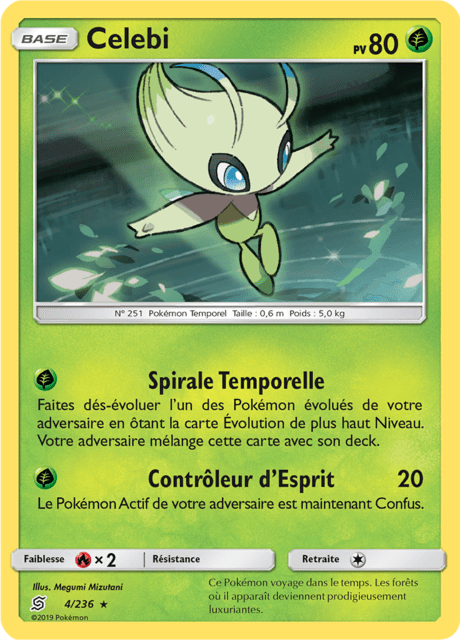 BASE Celebi PV 80
N° 251 Pokémon Temporel Taille : 0,6 m Poids : 5,0 kg
Spirale Temporelle
Faites dés-évoluer l'un des Pokémon évolués de votre
adversaire en ôtant la carte Évolution de plus haut Niveau.
Votre adversaire mélange cette carte avec son deck.
Contrôleur d'Esprit 20
Le Pokémon Actif de votre adversaire est maintenant Confus.
Faiblesse × 2 Résistance Retraite
Illus. Megumi Mizutani
4/236 ★
©2019 Pokémon
Ce Pokémon voyage dans le temps. Les forêts
où il apparaît deviennent prodigieusement
luxuriantes.